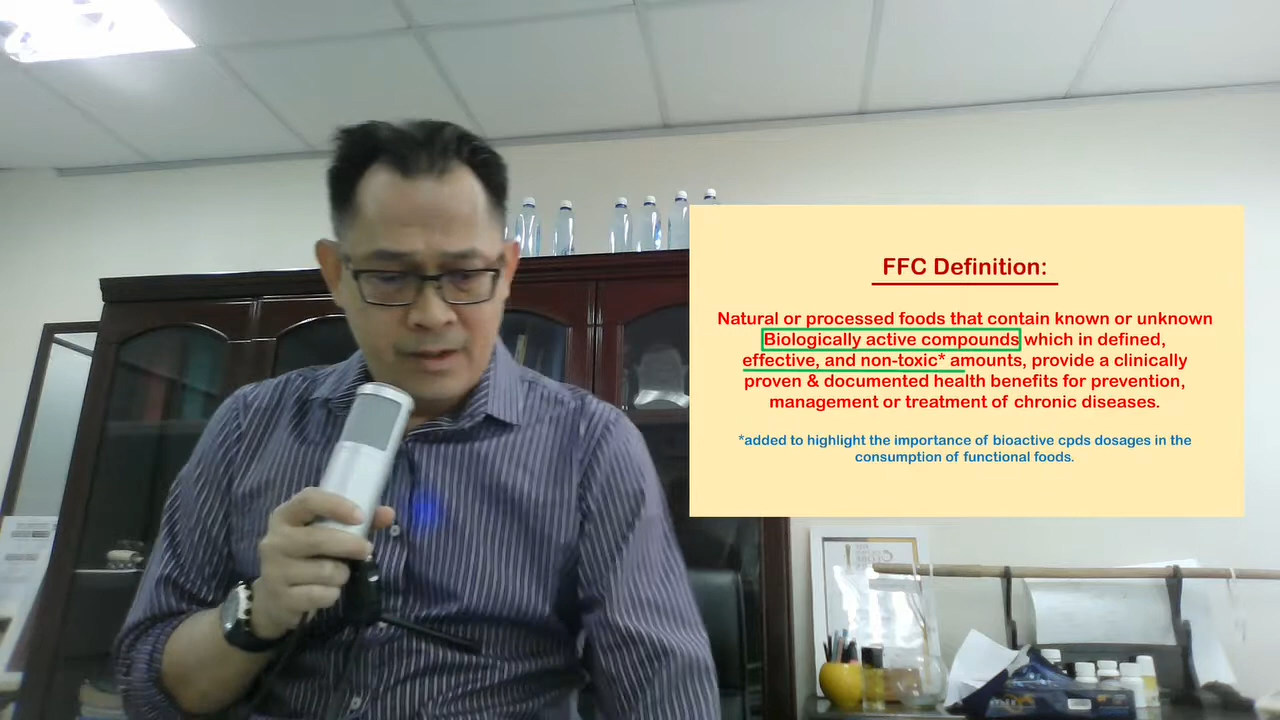 FFC Definition:
Natural or processed foods that contain known or unknown
Biologically active compounds which in defined,
effective, and non-toxic* amounts, provide a clinically
proven & documented health benefits for prevention,
management or treatment of chronic diseases.
*added to highlight the importance of bioactive cpds dosages in the
consumption of functional foods.